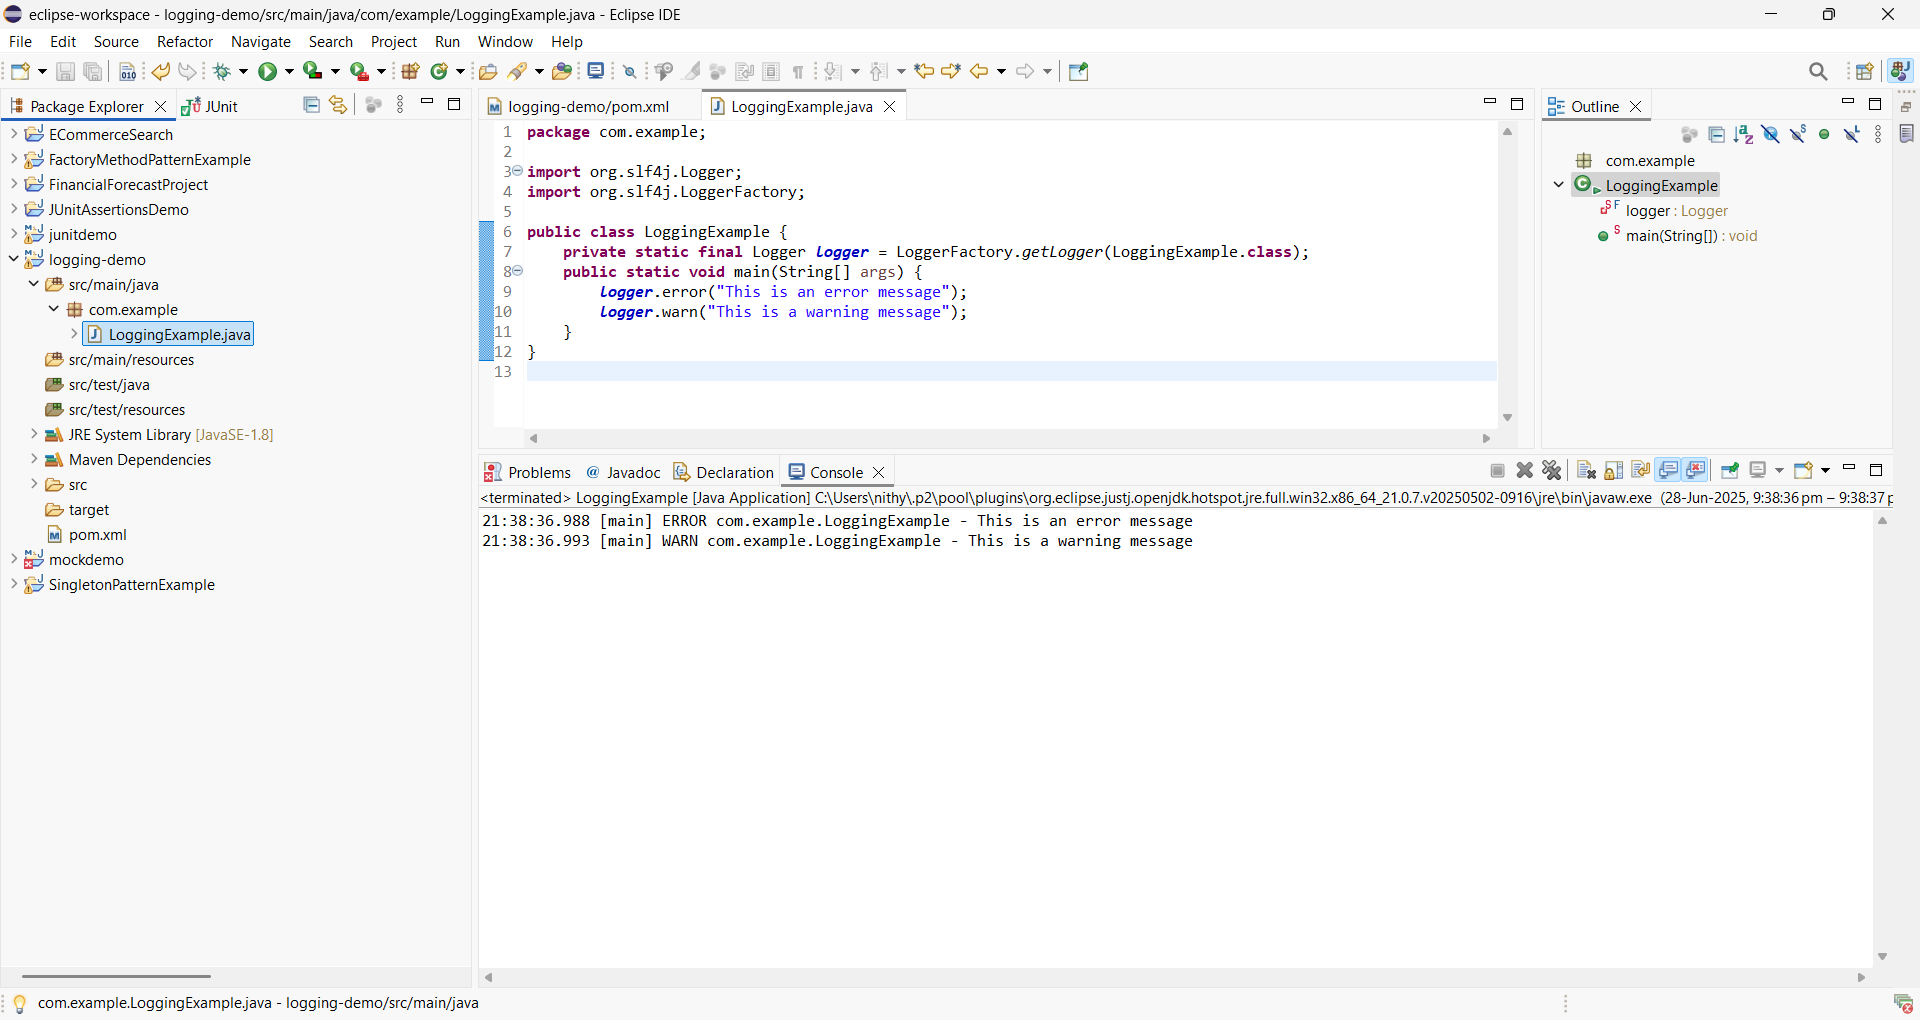 eclipse-workspace - logging-demo/src/main/java/com/example/LoggingExample.java - Eclipse IDE
File Edit Source Refactor Navigate Search Project Run Window Help
Package Explorer JUnit
ECommerceSearch
FactoryMethodPatternExample
FinancialForecastProject
JUnitAssertionsDemo
junitdemo
logging-demo
src/main/java
com.example
LoggingExample.java
src/main/resources
src/test/java
src/test/resources
JRE System Library [JavaSE-1.8]
Maven Dependencies
src
target
pom.xml
mockdemo
SingletonPatternExample
logging-demo/pom.xml LoggingExample.java
1 package com.example;
2
3 import org.slf4j.Logger;
4 import org.slf4j.LoggerFactory;
5
6 public class LoggingExample {
7 private static final Logger logger = LoggerFactory.getLogger(LoggingExample.class);
8 public static void main(String[] args) {
9 logger.error("This is an error message");
10 logger.warn("This is a warning message");
11 }
12 }
13
Outline
com.example
LoggingExample
logger : Logger
main(String[]) : void
Problems @ Javadoc Declaration Console
<terminated> LoggingExample [Java Application] C:\Users\nithy\.p2\pool\plugins\org.eclipse.justj.openjdk.hotspot.jre.full.win32.x86_64_21.0.7.v20250502-0916\jre\bin\javaw.exe (28-Jun-2025, 9:38:36 pm – 9:38:37 p
21:38:36.988 [main] ERROR com.example.LoggingExample - This is an error message
21:38:36.993 [main] WARN com.example.LoggingExample - This is a warning message
com.example.LoggingExample.java - logging-demo/src/main/java